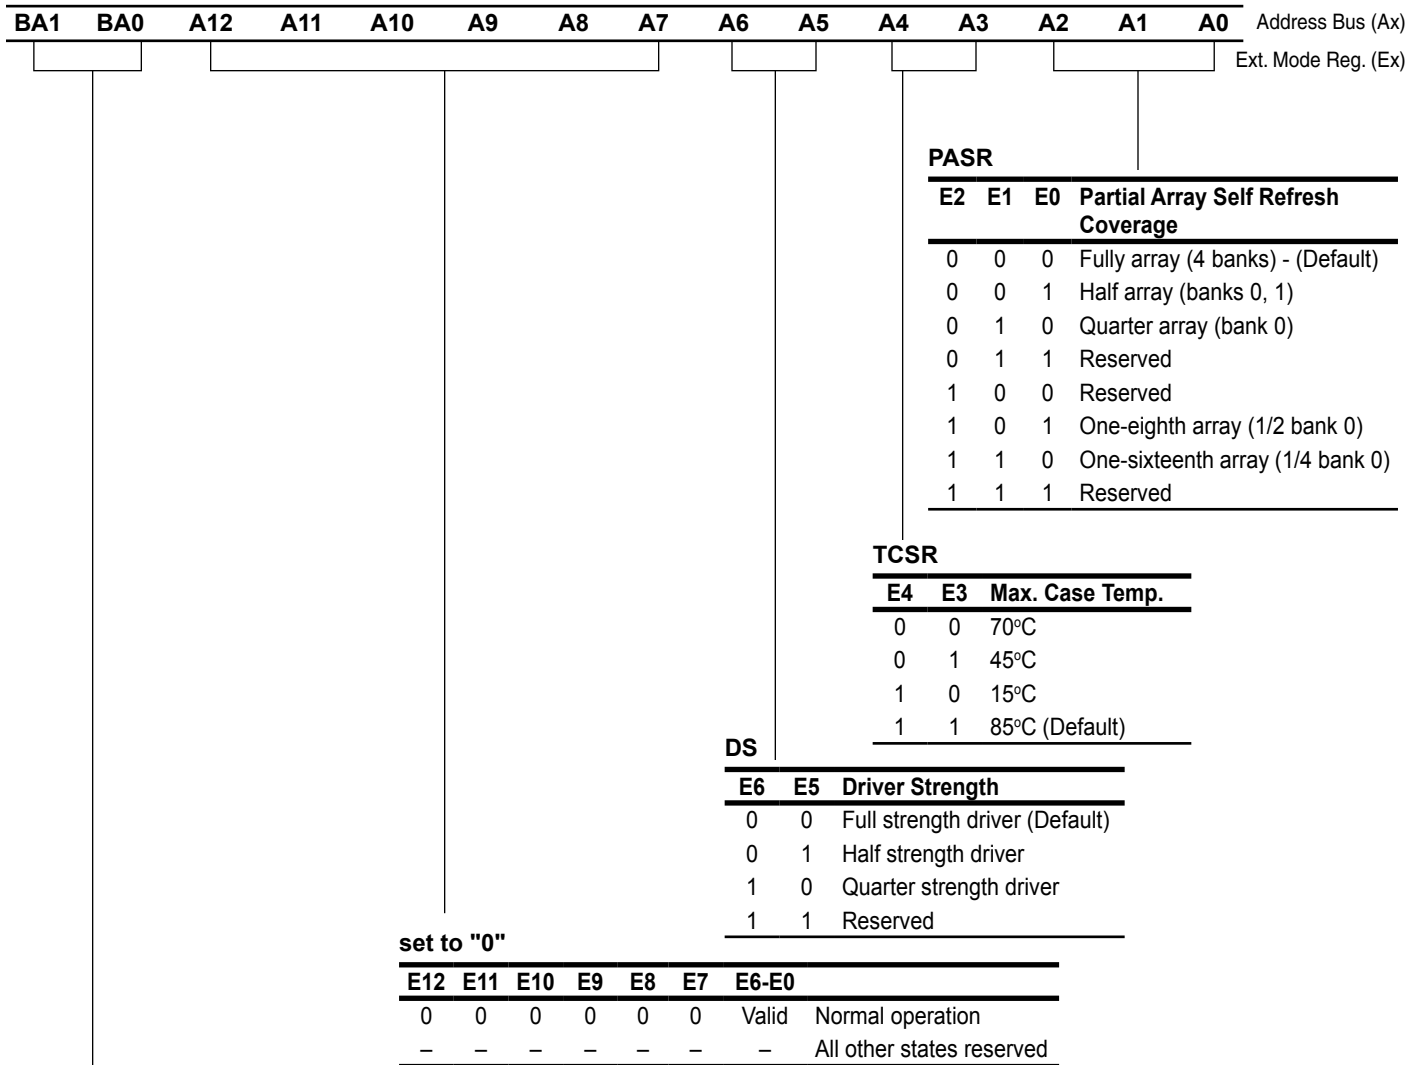 BA1 BA0 A12 A11 A10 A9 A8 A7 A6 A5 A4 A3 A2 A1 A0 Address Bus (Ax)
Ext. Mode Reg. (Ex)
PASR
E2 E1 E0 Partial Array Self Refresh
Coverage
0 0 0 Fully array (4 banks) - (Default)
0 0 1 Half array (banks 0, 1)
0 1 0 Quarter array (bank 0)
0 1 1 Reserved
1 0 0 Reserved
1 0 1 One-eighth array (1/2 bank 0)
1 1 0 One-sixteenth array (1/4 bank 0)
1 1 1 Reserved
TCSR
E4 E3 Max. Case Temp.
0 0 70°C
0 1 45°C
1 0 15°C
1 1 85°C (Default)
DS
E6 E5 Driver Strength
0 0 Full strength driver (Default)
0 1 Half strength driver
1 0 Quarter strength driver
1 1 Reserved
set to "0"
E12 E11 E10 E9 E8 E7 E6-E0
0 0 0 0 0 0 Valid Normal operation
– – – – – – – All other states reserved